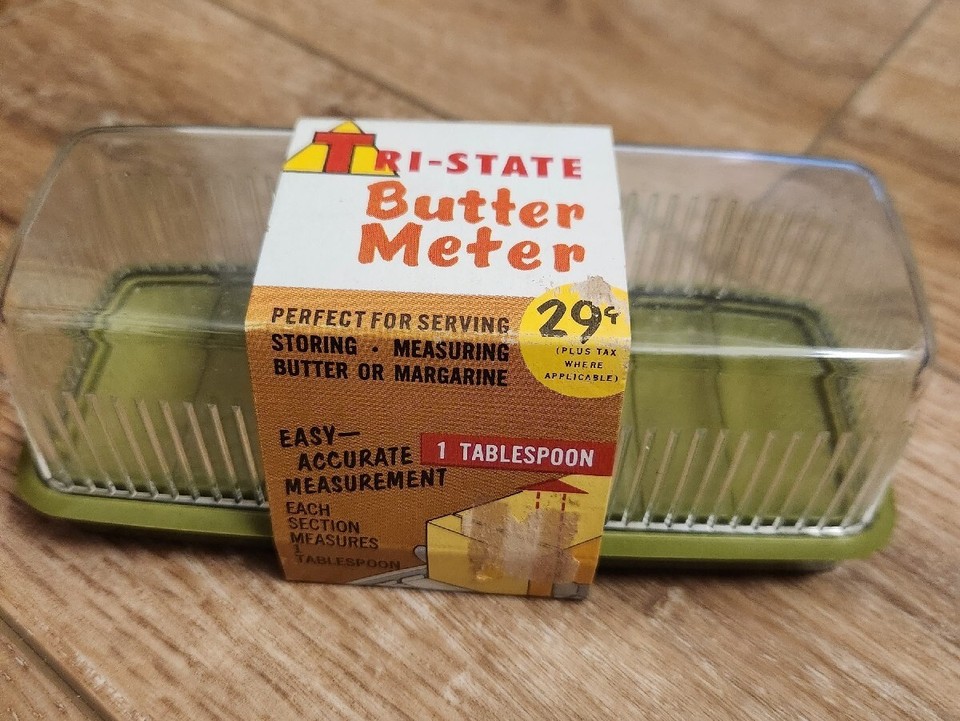 TRI-STATE
Butter
Meter
PERFECT FOR SERVING
STORING · MEASURING
BUTTER OR MARGARINE
29¢
(PLUS TAX
WHERE
APPLICABLE)
EASY—
ACCURATE
MEASUREMENT
1 TABLESPOON
EACH
SECTION
MEASURES
1
TABLESPOON